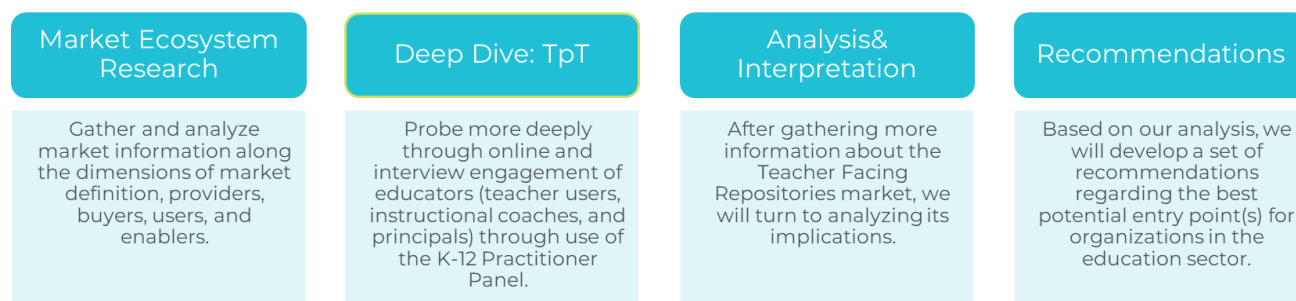 Market Ecosystem
Research
Gather and analyze
market information along
the dimensions of market
definition, providers,
buyers, users, and
enablers.
Deep Dive: TpT
Probe more deeply
through online and
interview engagement of
educators (teacher users,
instructional coaches, and
principals) through use of
the K-12 Practitioner
Panel.
Analysis&
Interpretation
After gathering more
information about the
Teacher Facing
Repositories market, we
will turn to analyzing its
implications.
Recommendations
Based on our analysis, we
will develop a set of
recommendations
regarding the best
potential entry point(s) for
organizations in the
education sector.